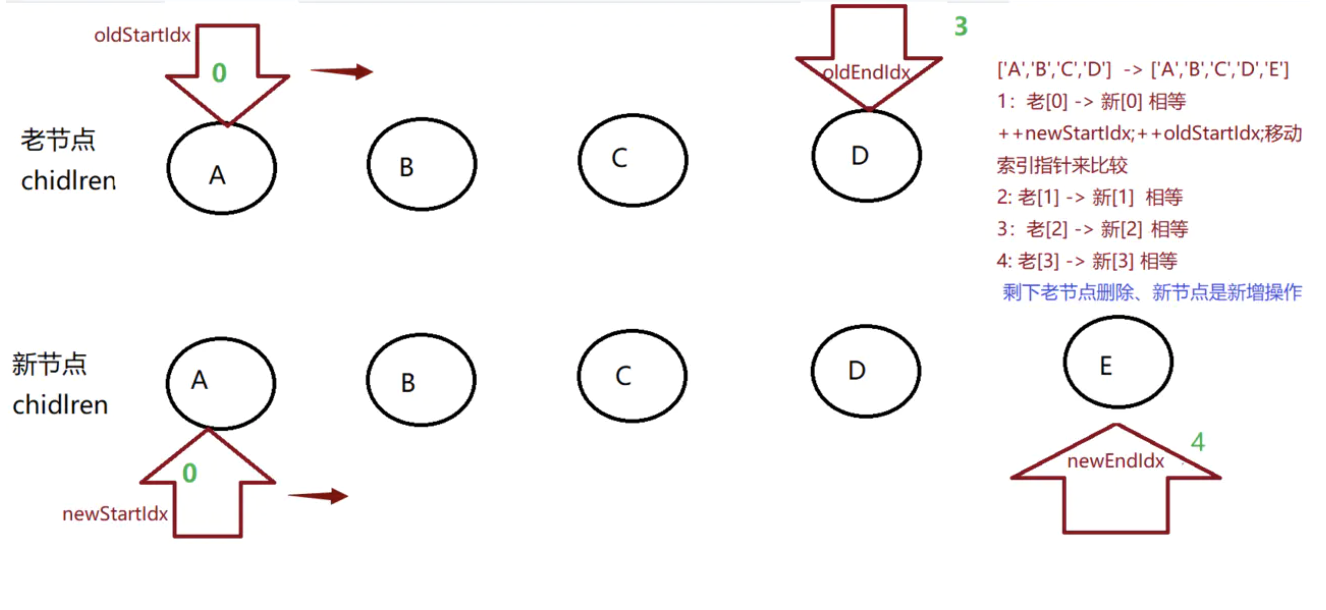 oldStartIdx
0
3
oldEndIdx
['A','B','C','D'] -> ['A','B','C','D','E']
1：老[0] -> 新[0] 相等
++newStartIdx;++oldStartIdx;移动
索引指针来比较
2: 老[1] -> 新[1] 相等
3：老[2] -> 新[2] 相等
4: 老[3] -> 新[3] 相等
剩下老节点删除、新节点是新增操作
老节点
chidlren
A
B
C
D
新节点
chidlren
A
B
C
D
E
0
newStartIdx
4
newEndIdx